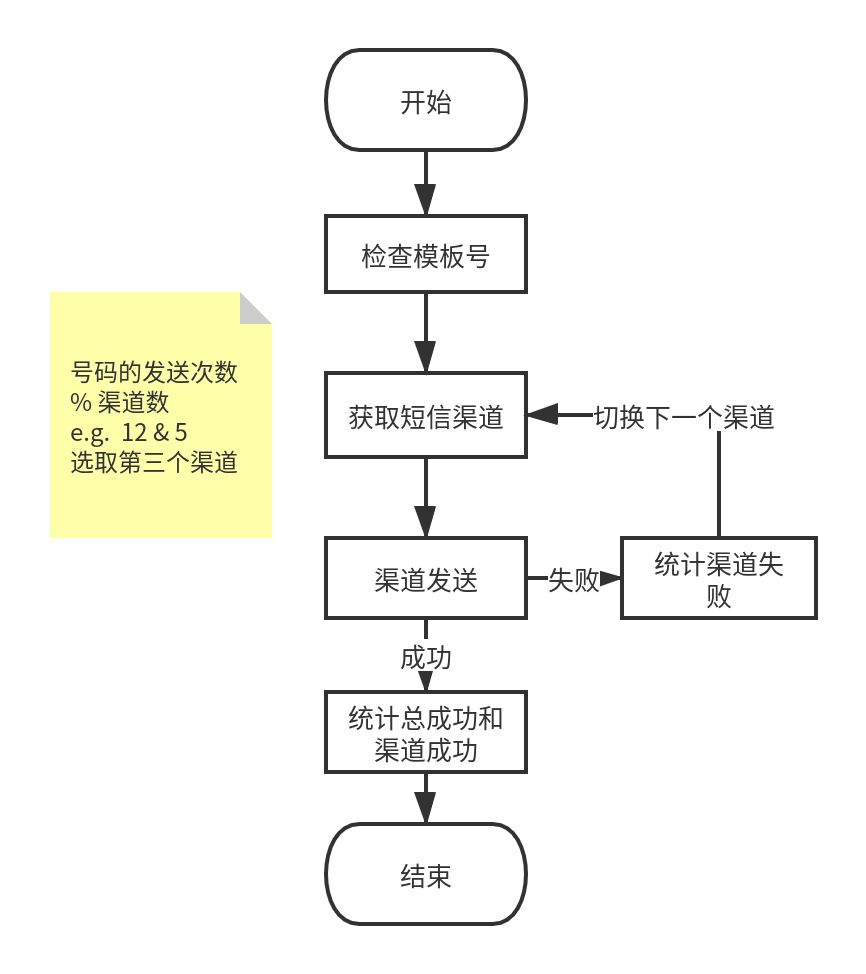 开始
检查模板号
号码的发送次数
% 渠道数
e.g. 12 & 5
选取第三个渠道
获取短信渠道
切换下一个渠道
渠道发送
失败
统计渠道失
败
成功
统计总成功和
渠道成功
结束